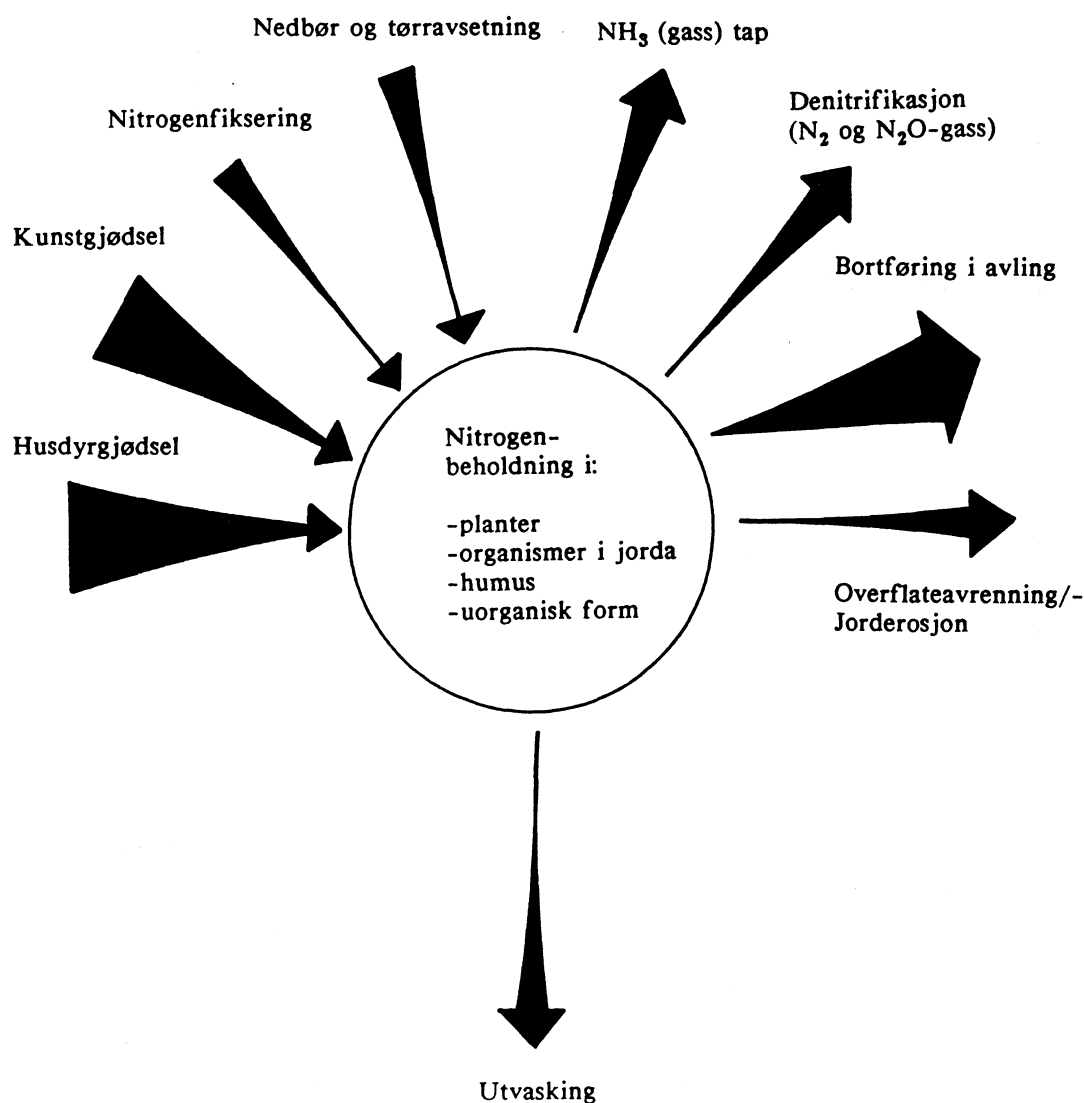 Nedbør og tørravsetning
NH₃ (gass) tap
Denitrifikasjon
(N₂ og N₂O-gass)
Nitrogenfiksering
Kunstgjødsel
Bortføring i avling
Husdyrgjødsel
Nitrogen-
beholdning i:
-planter
-organismer i jorda
-humus
-uorganisk form
Overflateavrenning/-
Jorderosjon
Utvasking